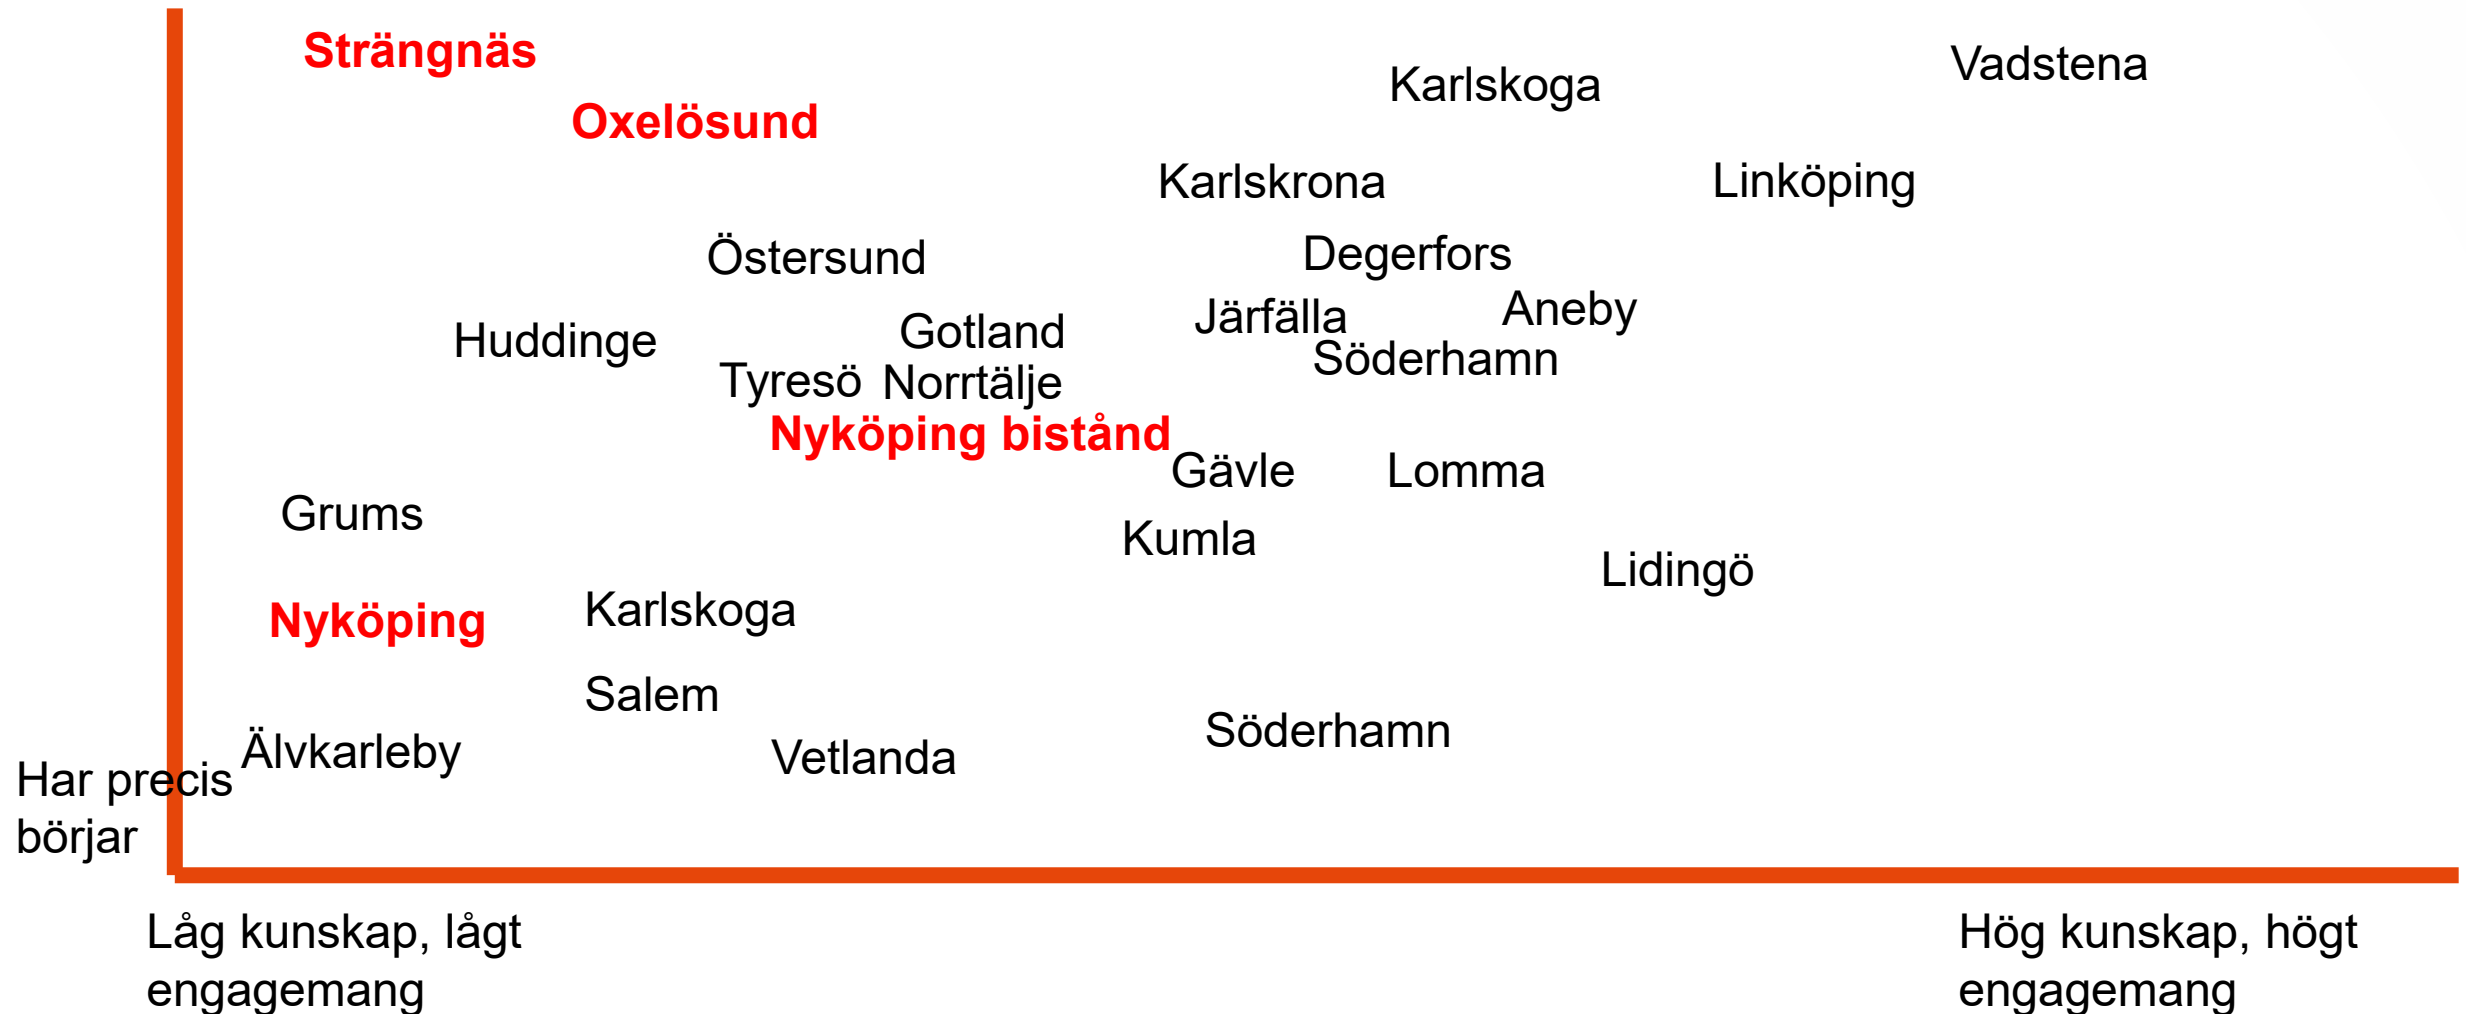 Strängnäs
Vadstena
Karlskoga
Oxelösund
Karlskrona
Linköping
Östersund
Degerfors
Aneby
Järfälla
Gotland
Huddinge
Söderhamn
Tyresö
Norrtälje
Nyköping bistånd
Gävle
Lomma
Grums
Kumla
Lidingö
Karlskoga
Nyköping
Salem
Söderhamn
Älvkarleby
Vetlanda
Har precis
börjar
Låg kunskap, lågt
engagemang
Hög kunskap, högt
engagemang